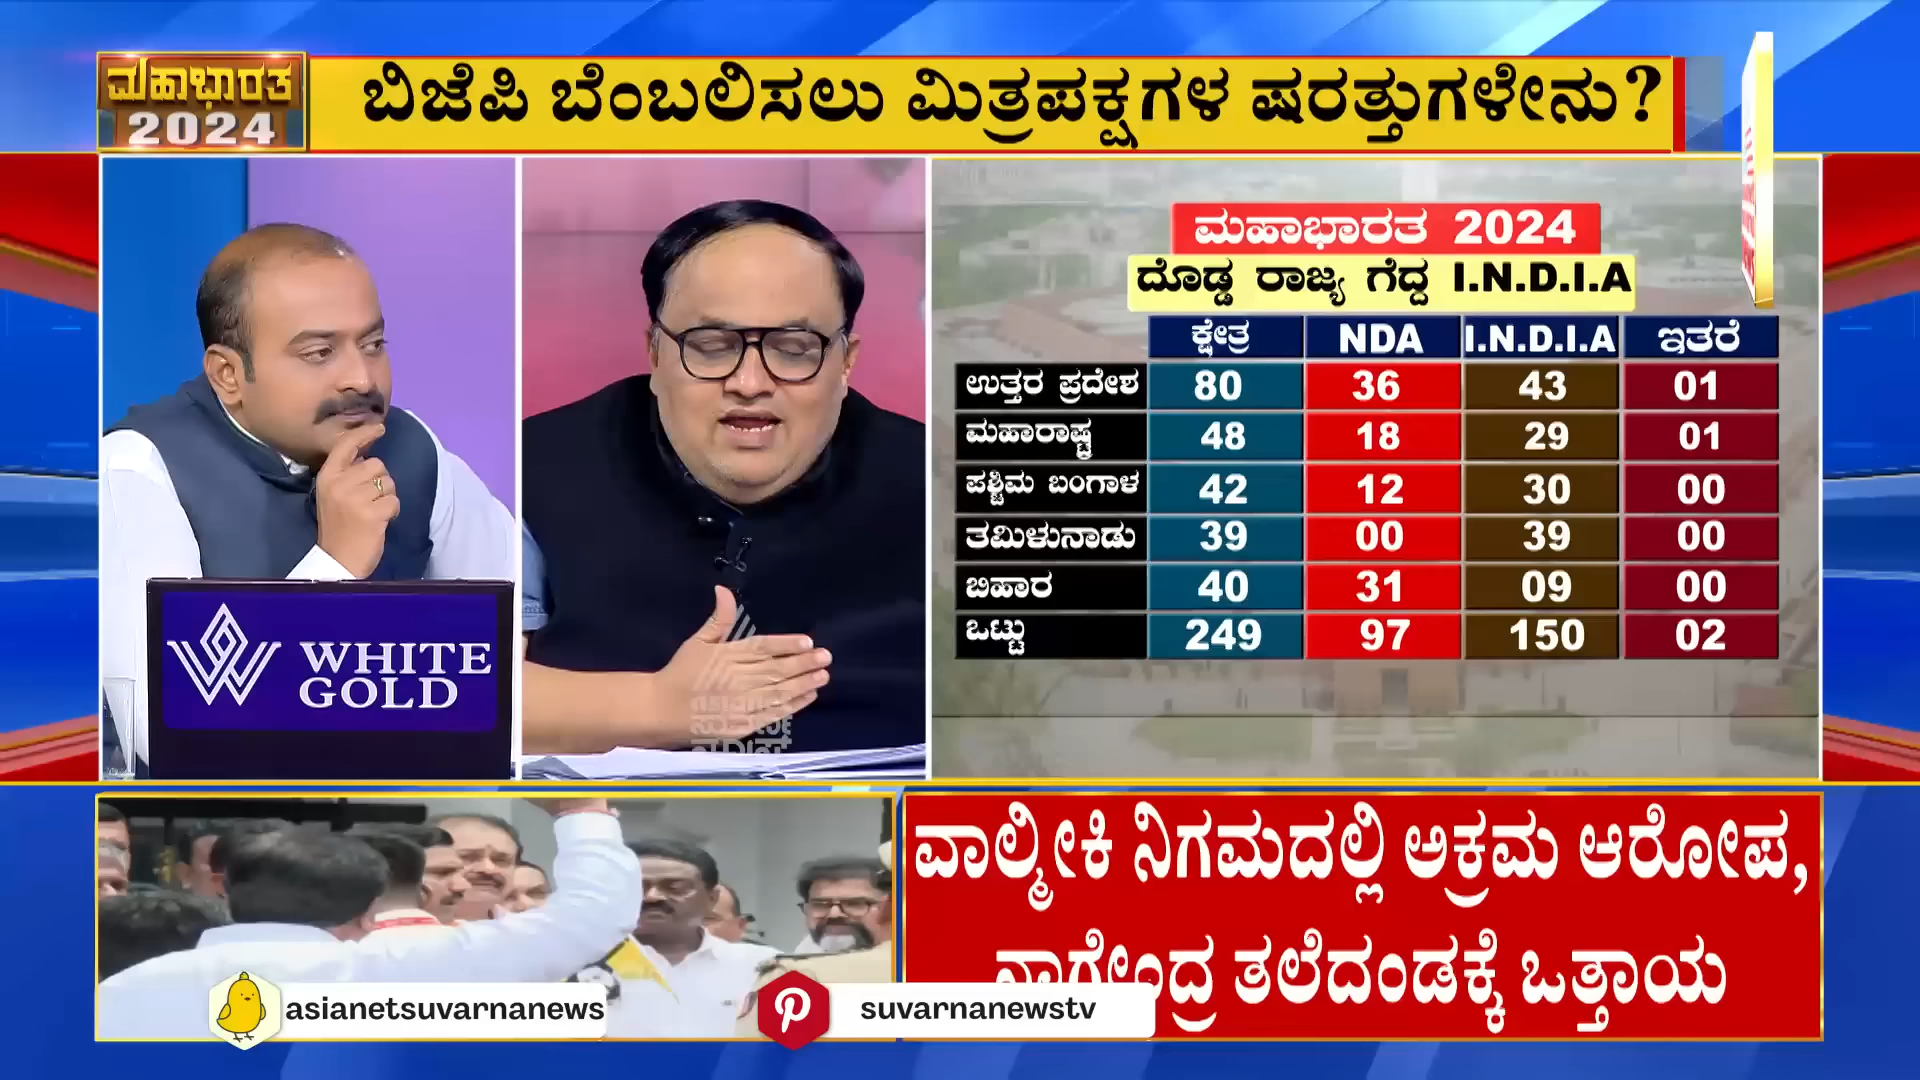 ಮಹಾಭಾರತ
2024
ಬಿಜೆಪಿ ಬೆಂಬಲಿಸಲು ಮಿತ್ರಪಕ್ಷಗಳ ಷರತ್ತುಗಳೇನು?
ಮಹಾಭಾರತ 2024
ದೊಡ್ಡ ರಾಜ್ಯ ಗೆದ್ದ I.N.D.I.A
ಕ್ಷೇತ್ರ NDA I.N.D.I.A ಇತರೆ
ಉತ್ತರ ಪ್ರದೇಶ 80 36 43 01
ಮಹಾರಾಷ್ಟ್ರ 48 18 29 01
ಪಶ್ಚಿಮ ಬಂಗಾಳ 42 12 30 00
ತಮಿಳುನಾಡು 39 00 39 00
ಬಿಹಾರ 40 31 09 00
ಒಟ್ಟು 249 97 150 02
WHITE
GOLD
ASIANET
ಸುವರ್ಣ
ನ್ಯೂಸ್
ವಾಲ್ಮೀಕಿ ನಿಗಮದಲ್ಲಿ ಅಕ್ರಮ ಆರೋಪ,
ನಾಗೇಂದ್ರ ತಲೆದಂಡಕ್ಕೆ ಒತ್ತಾಯ
asianetsuvarnanews
suvarnanewstv